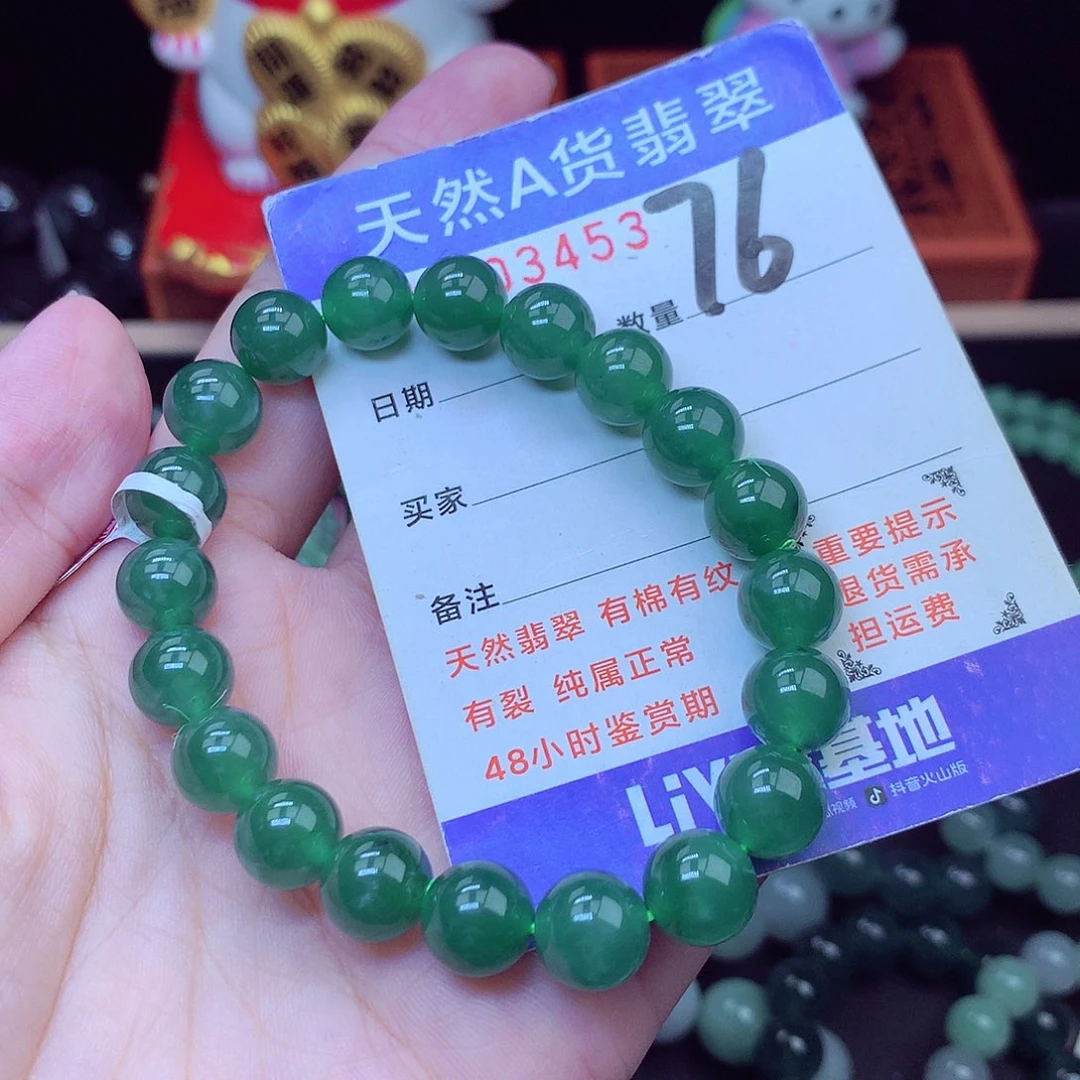 天然A货翡翠
03453
76
数量
日期
买家
备注
天然翡翠 有棉有纹
有裂 纯属正常
48小时鉴赏期
重要提示
退货需承
担运费
基地
视频 抖音火山版